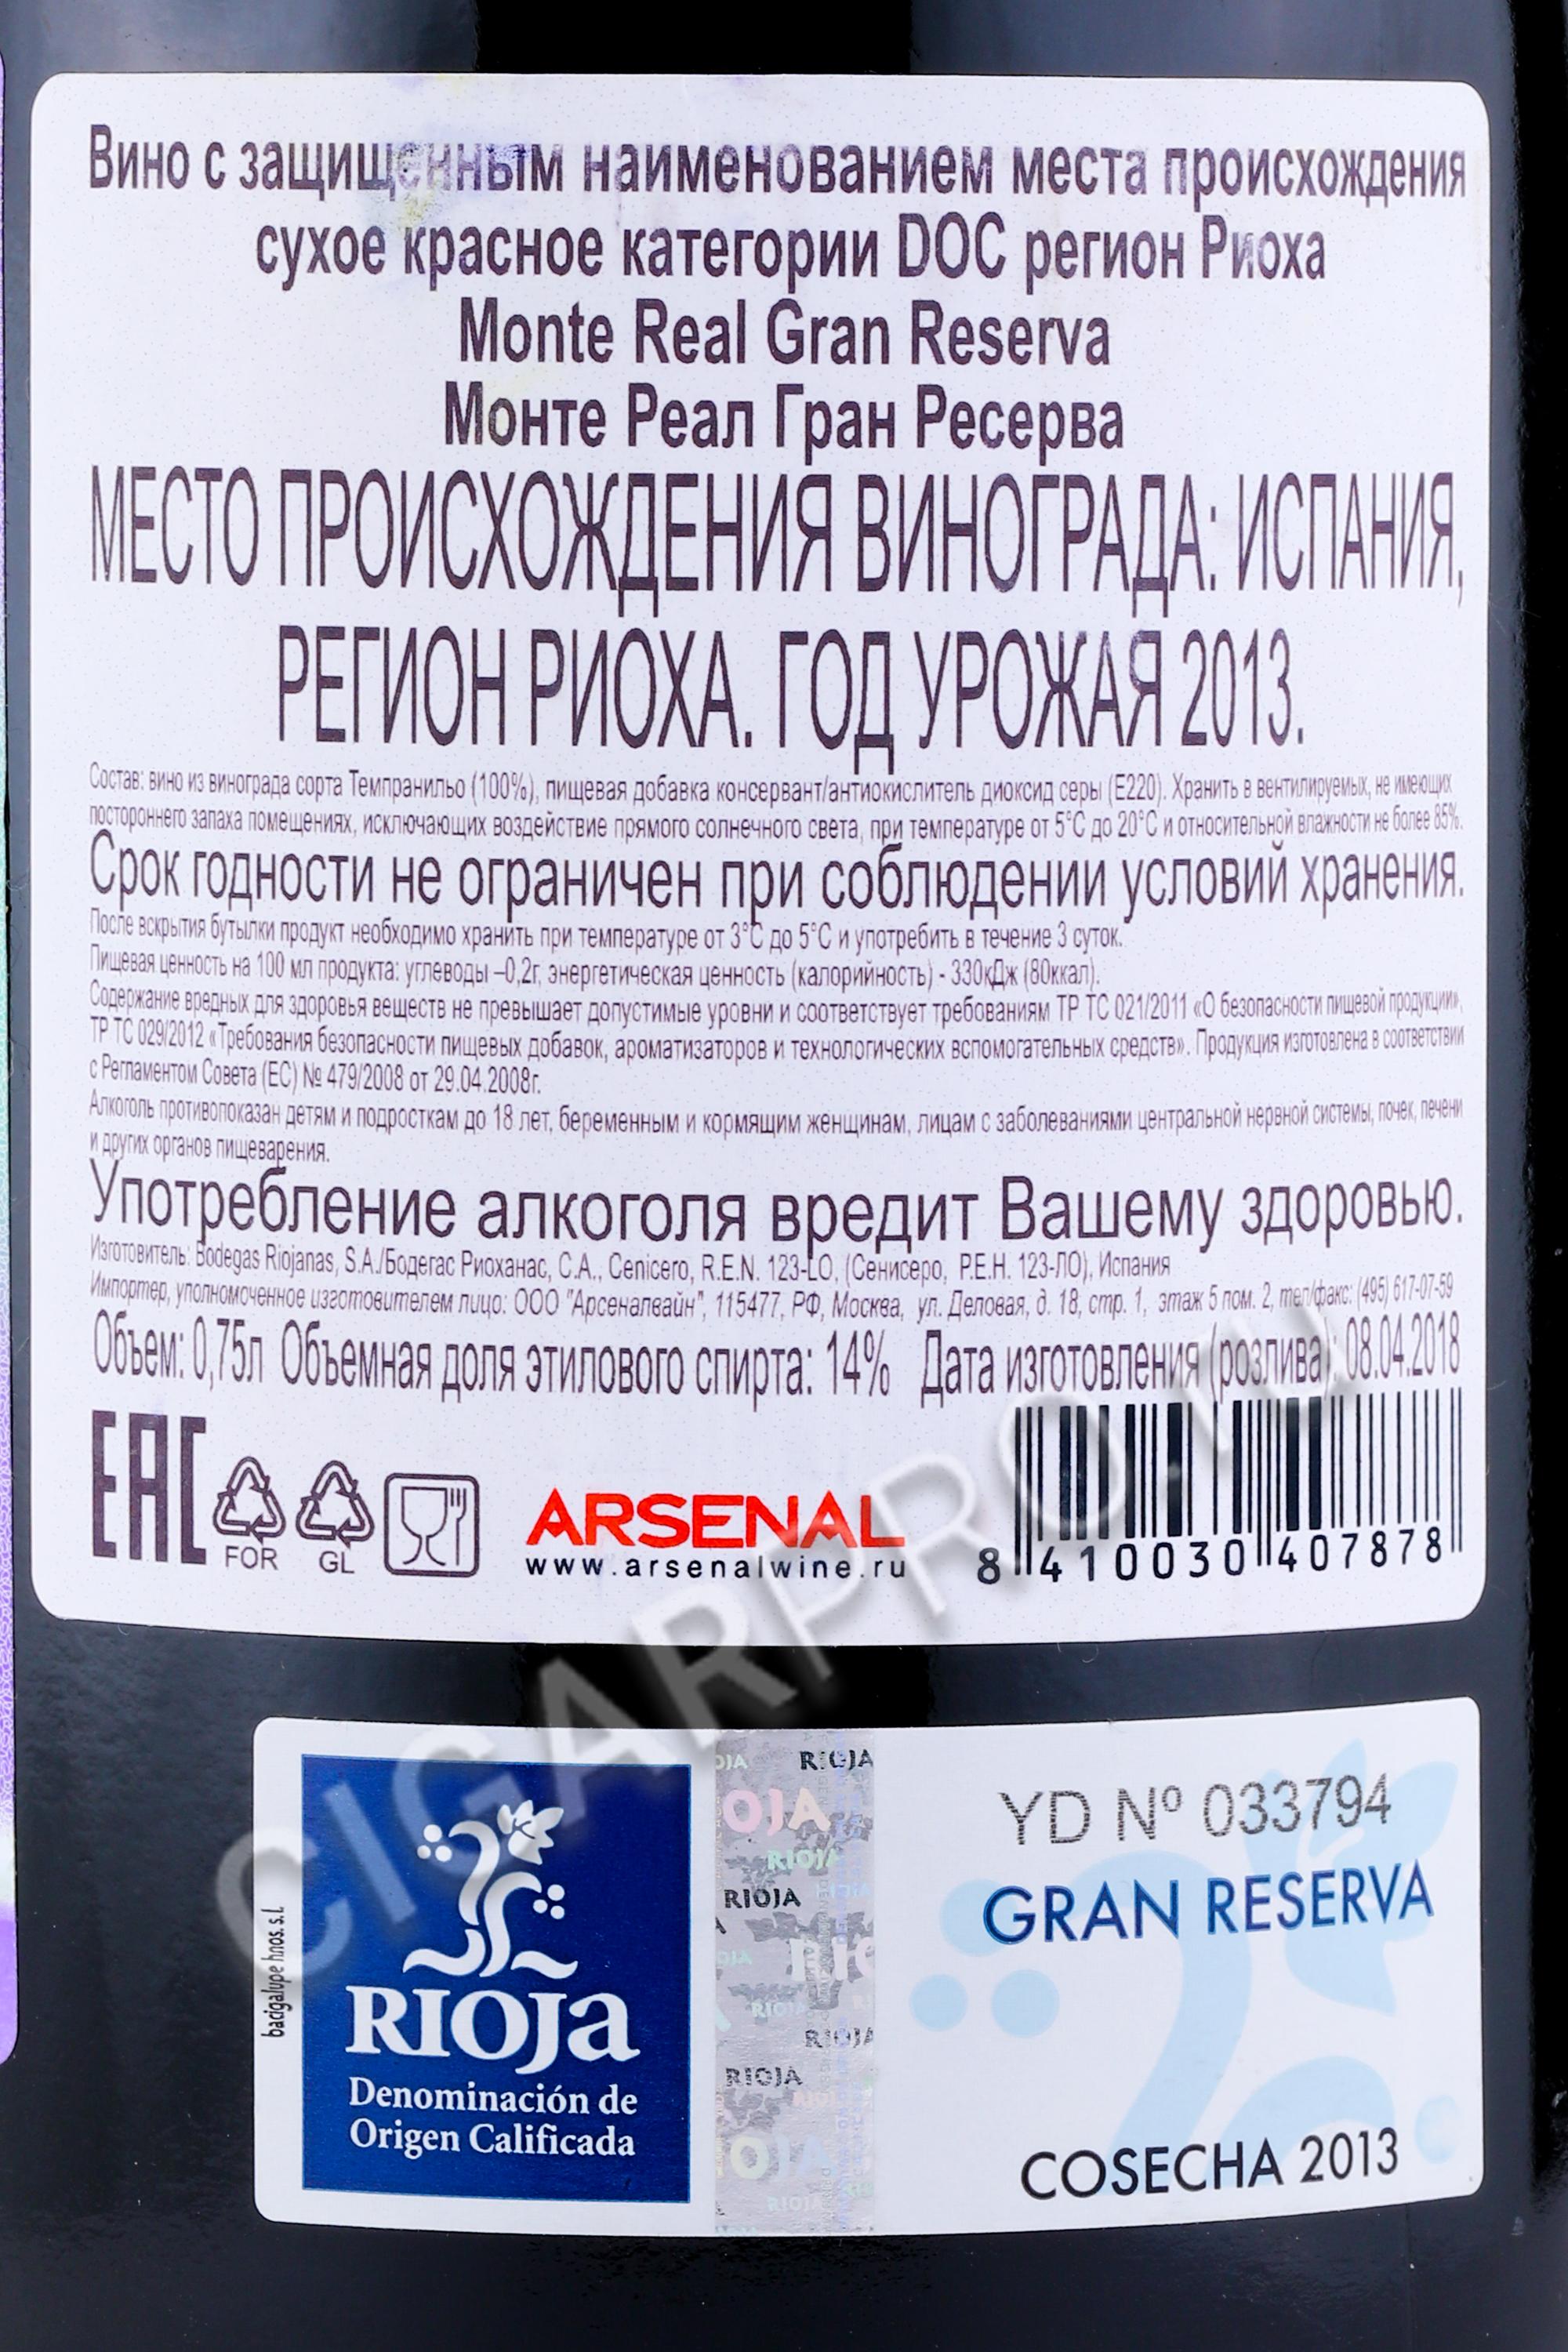 Вино с защищенным наименованием места происхождения
сухое красное категории DOC регион Риоха
Monte Real Gran Reserva
Монте Реал Гран Ресерва
МЕСТО ПРОИСХОЖДЕНИЯ ВИНОГРАДА: ИСПАНИЯ,
РЕГИОН РИОХА. ГОД УРОЖАЯ 2013.
Состав: вино из винограда сорта Темпранильо (100%), пищевая добавка консервант/антиокислитель диоксид серы (Е220). Хранить в вентилируемых, не имеющих
постороннего запаха помещениях, исключающих воздействие прямого солнечного света, при температуре от 5°С до 20°С и относительной влажности не более 85%.
Срок годности не ограничен при соблюдении условий хранения.
После вскрытия бутылки продукт необходимо хранить при температуре от 3°С до 5°С и употребить в течение 3 суток.
Пищевая ценность на 100 мл продукта: углеводы –0,2г, энергетическая ценность (калорийность) - 330кДж (80ккал).
Содержание вредных для здоровья веществ не превышает допустимые уровни и соответствует требованиям ТР ТС 021/2011 «О безопасности пищевой продукции»,
ТР ТС 029/2012 «Требования безопасности пищевых добавок, ароматизаторов и технологических вспомогательных средств». Продукция изготовлена в соответствии
с Регламентом Совета (ЕС) № 479/2008 от 29.04.2008г.
Алкоголь противопоказан детям и подросткам до 18 лет, беременным и кормящим женщинам, лицам с заболеваниями центральной нервной системы, почек, печени
и других органов пищеварения.
Употребление алкоголя вредит Вашему здоровью.
Изготовитель: Bodegas Riojanas, S.A./Бодегас Риоханас, С.А., Cenicero, R.E.N. 123-LO, (Сенисеро, Р.Е.Н. 123-ЛО), Испания
Импортер, уполномоченное изготовителем лицо: ООО "Арсеналвайн", 115477, РФ, Москва, ул. Деловая, д. 18, стр. 1, этаж 5 пом. 2, тел/факс: (495) 617-07-59
Объем: 0,75л Объемная доля этилового спирта: 14% Дата изготовления (розлива): 08.04.2018
EAC
FOR
GL
ARSENAL
www.arsenalwine.ru
8 410030 407878
CIGARPRO.RU
bacigalupe hnos. s.l.
RIOJA
Denominación de
Origen Calificada
RIOJA
OJA
RIOJA
RIOJA
RIOJA
RIOJA
RIOJA
YD Nº 033794
GRAN RESERVA
COSECHA 2013